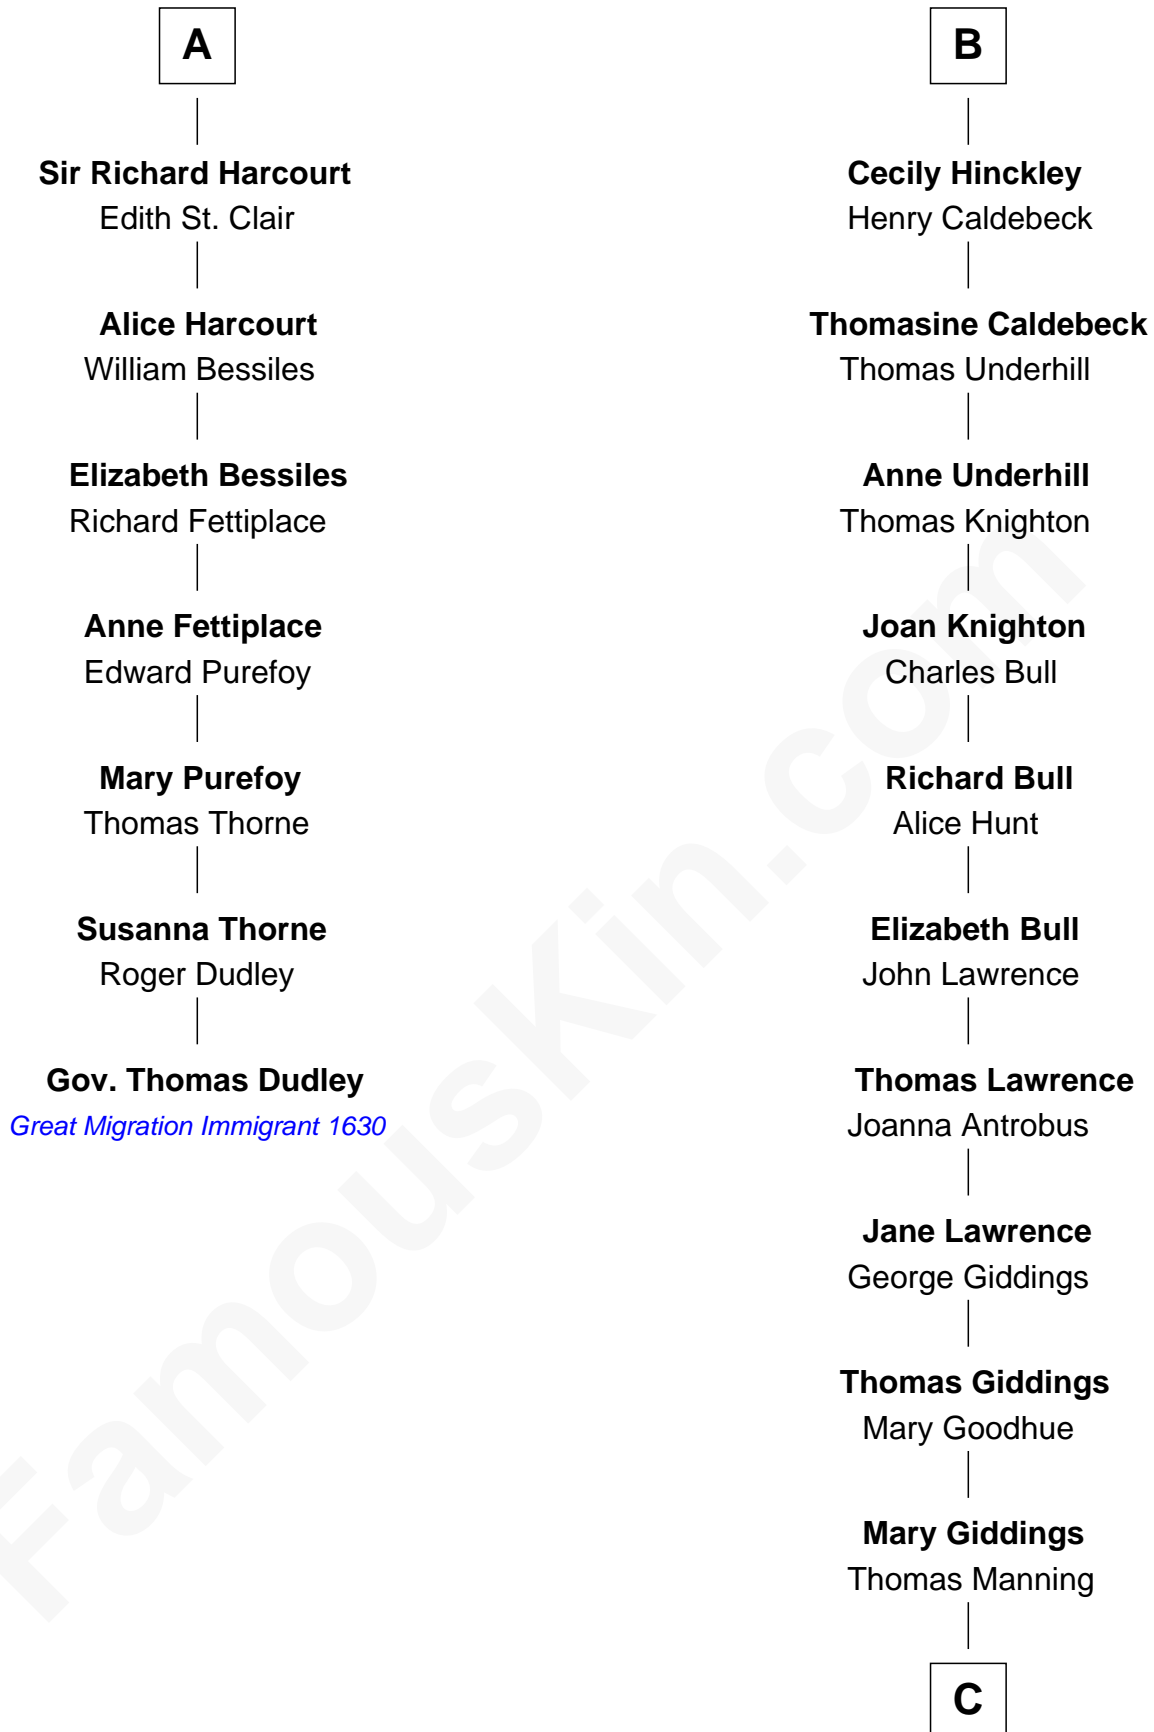 A
Sir Richard Harcourt
Edith St. Clair
Alice Harcourt
William Bessiles
Elizabeth Bessiles
Richard Fettiplace
Anne Fettiplace
Edward Purefoy
Mary Purefoy
Thomas Thorne
Susanna Thorne
Roger Dudley
Gov. Thomas Dudley
Great Migration Immigrant 1630
B
Cecily Hinckley
Henry Caldebeck
Thomasine Caldebeck
Thomas Underhill
Anne Underhill
Thomas Knighton
Joan Knighton
Charles Bull
Richard Bull
Alice Hunt
Elizabeth Bull
John Lawrence
Thomas Lawrence
Joanna Antrobus
Jane Lawrence
George Giddings
Thomas Giddings
Mary Goodhue
Mary Giddings
Thomas Manning
C
FamousKin.com